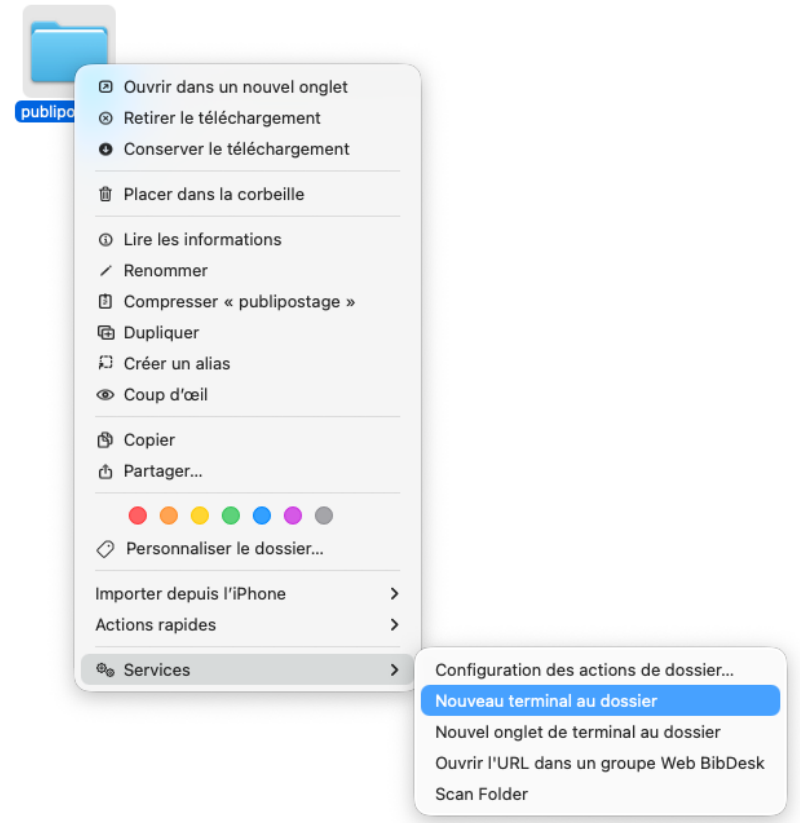 publipo
Ouvrir dans un nouvel onglet
Retirer le téléchargement
Conserver le téléchargement
Placer dans la corbeille
Lire les informations
Renommer
Compresser « publipostage »
Dupliquer
Créer un alias
Coup d’œil
Copier
Partager...
Personnaliser le dossier...
Importer depuis l’iPhone
Actions rapides
Services
Configuration des actions de dossier...
Nouveau terminal au dossier
Nouvel onglet de terminal au dossier
Ouvrir l'URL dans un groupe Web BibDesk
Scan Folder